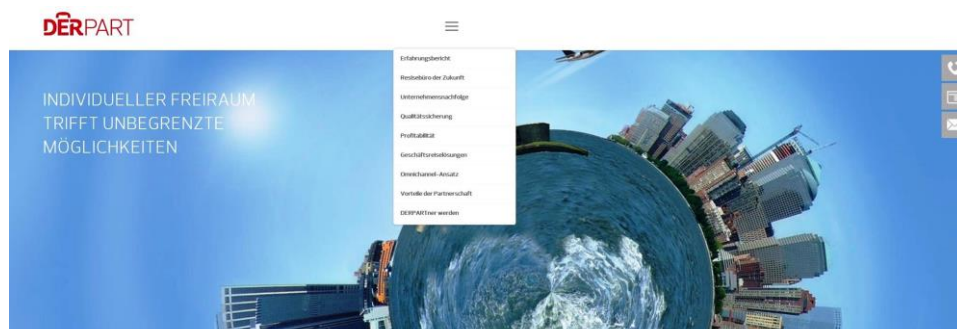 DERPART
Erfahrungsbericht
Resisebüro der Zukunft
Unternehmensnachfolge
Qualitätssicherung
Profitabilität
Geschäftsreiselösungen
Omnichannel-Ansatz
Vorteile der Partnerschaft
DERPARTner werden
INDIVIDUELLER FREIRAUM
TRIFFT UNBEGRENZTE
MÖGLICHKEITEN